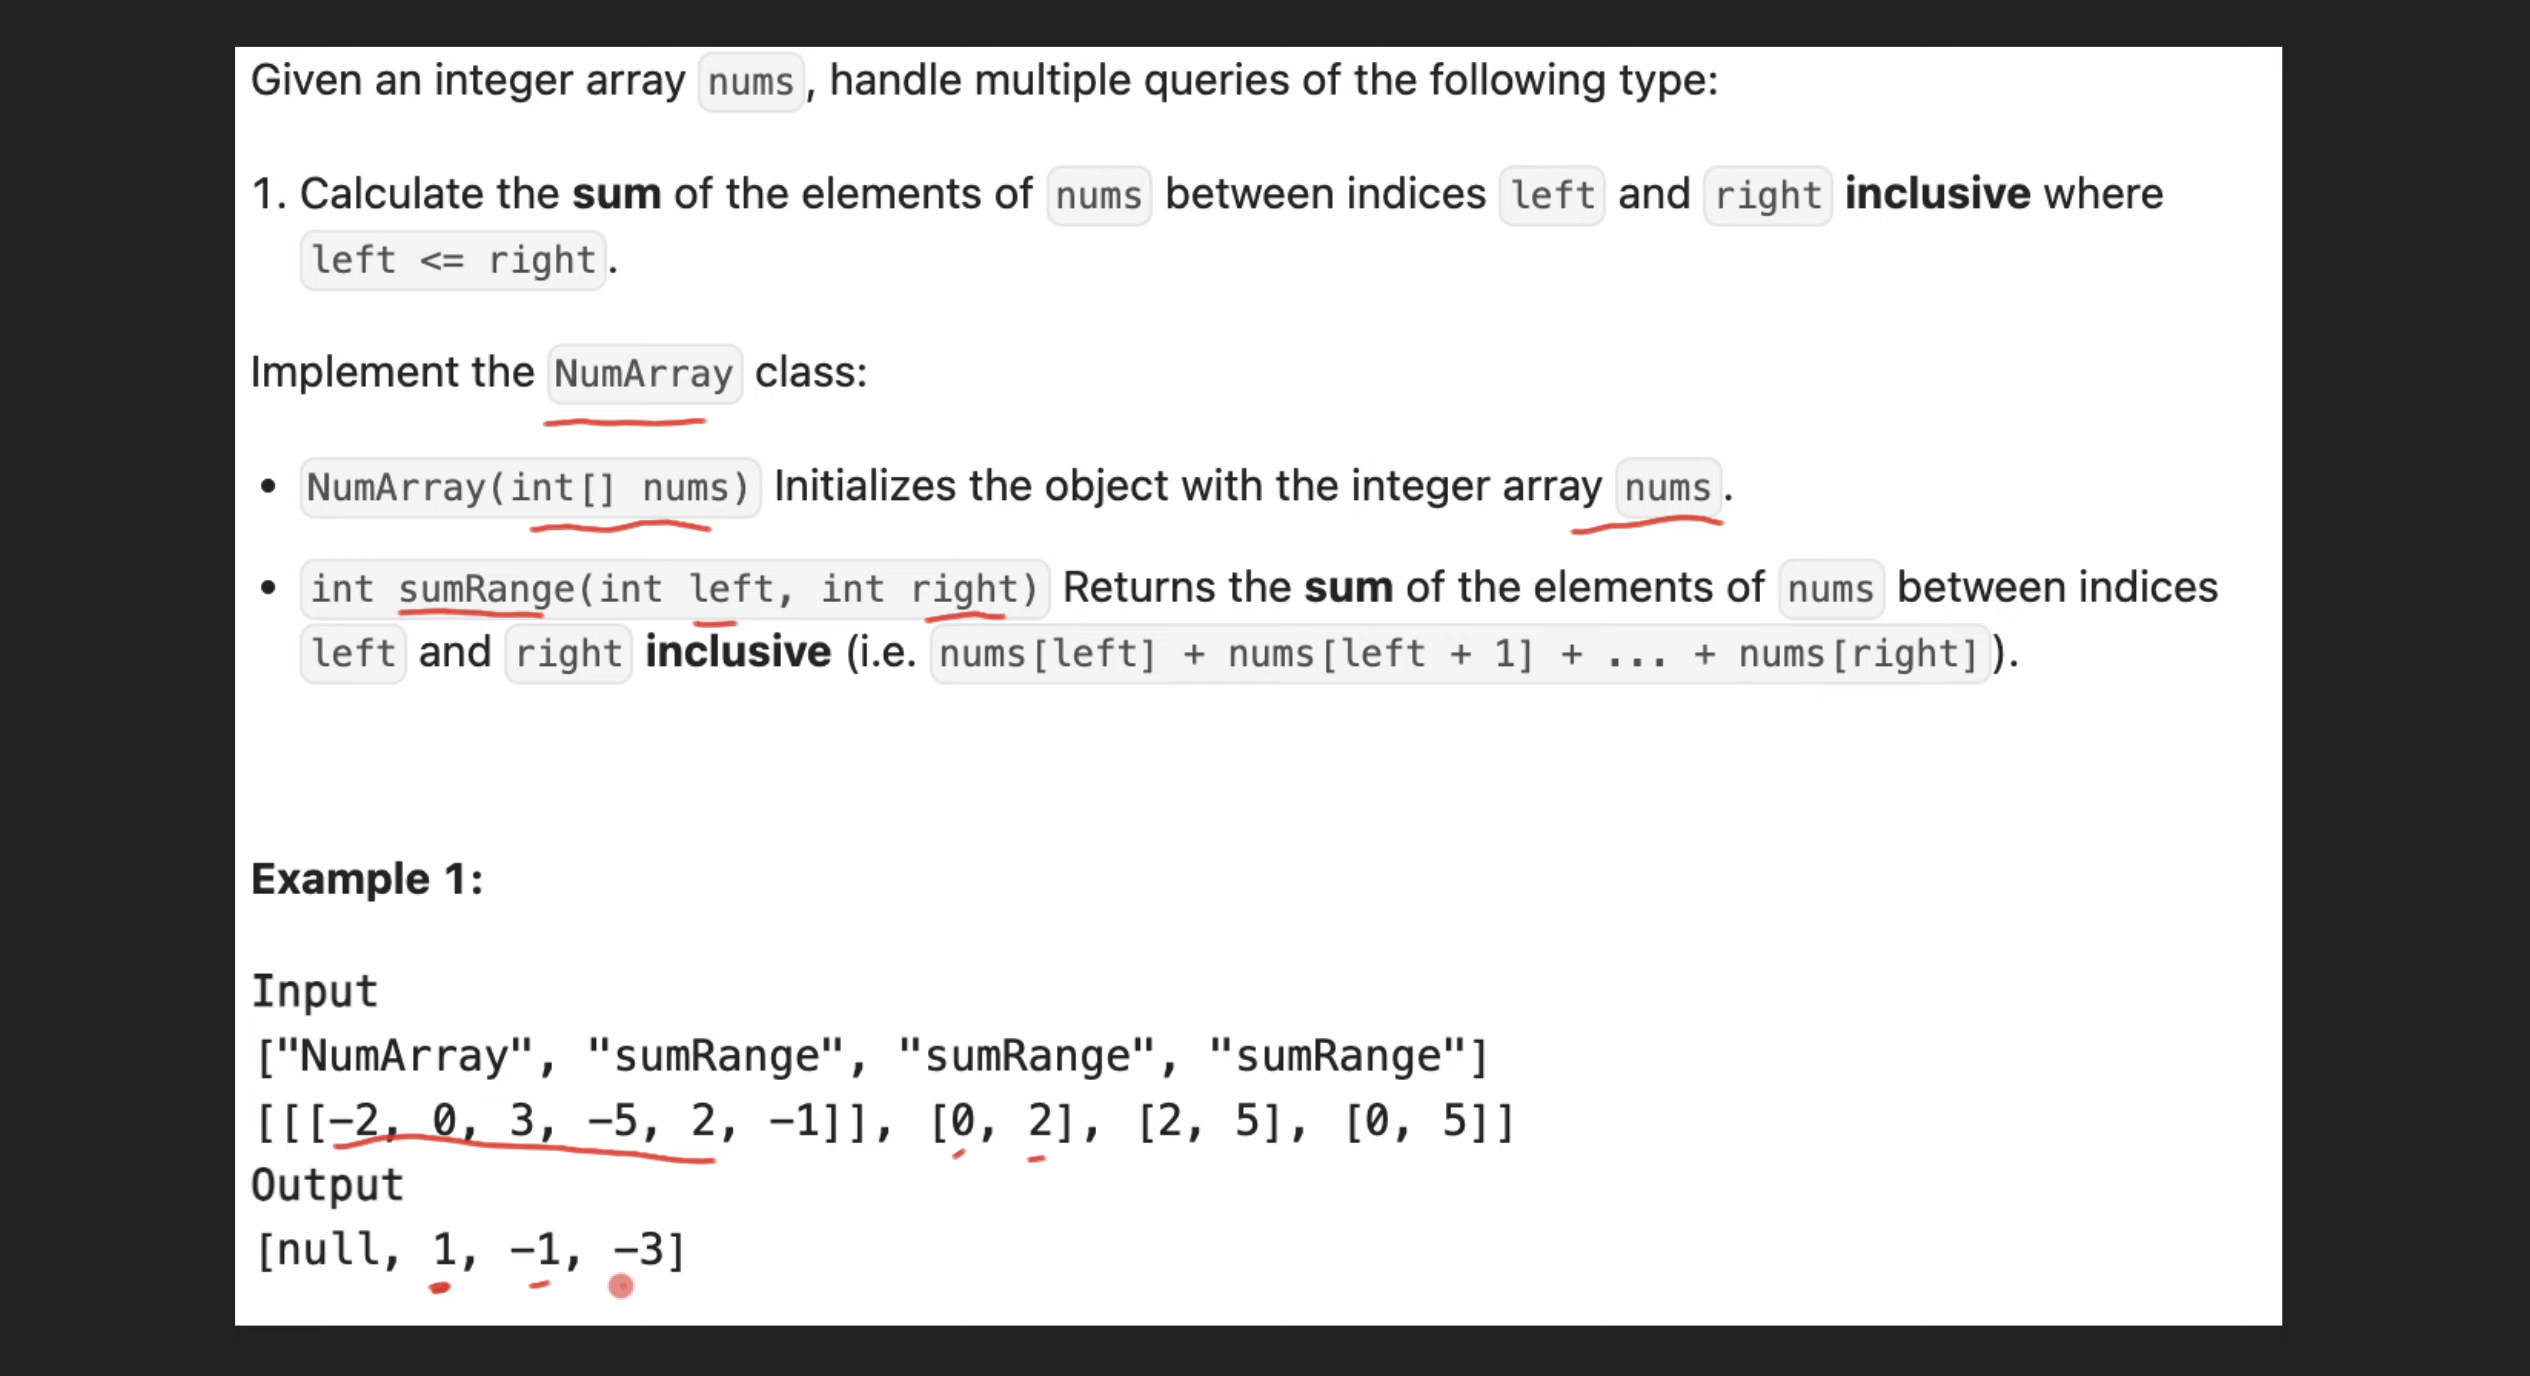 Given an integer array nums, handle multiple queries of the following type:
1. Calculate the sum of the elements of nums between indices left and right inclusive where
left <= right.
Implement the NumArray class:
• NumArray(int[] nums) Initializes the object with the integer array nums.
• int sumRange(int left, int right) Returns the sum of the elements of nums between indices
left and right inclusive (i.e. nums[left] + nums[left + 1] + ... + nums[right]).
Example 1:
Input
["NumArray", "sumRange", "sumRange", "sumRange"]
[[[-2, 0, 3, -5, 2, -1]], [0, 2], [2, 5], [0, 5]]
Output
[null, 1, -1, -3]